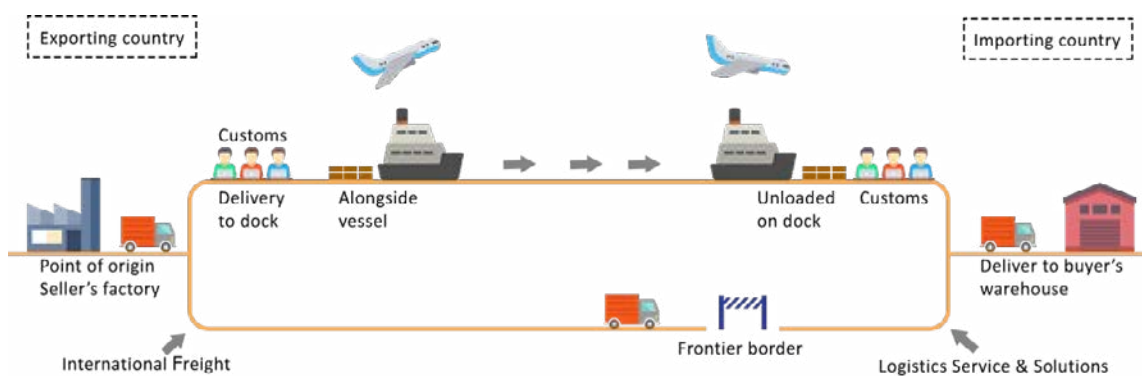 Exporting country
Importing country
Customs
Delivery
to dock
Alongside
vessel
Unloaded
on dock
Customs
Point of origin
Seller's factory
Deliver to buyer's
warehouse
Frontier border
International Freight
Logistics Service & Solutions